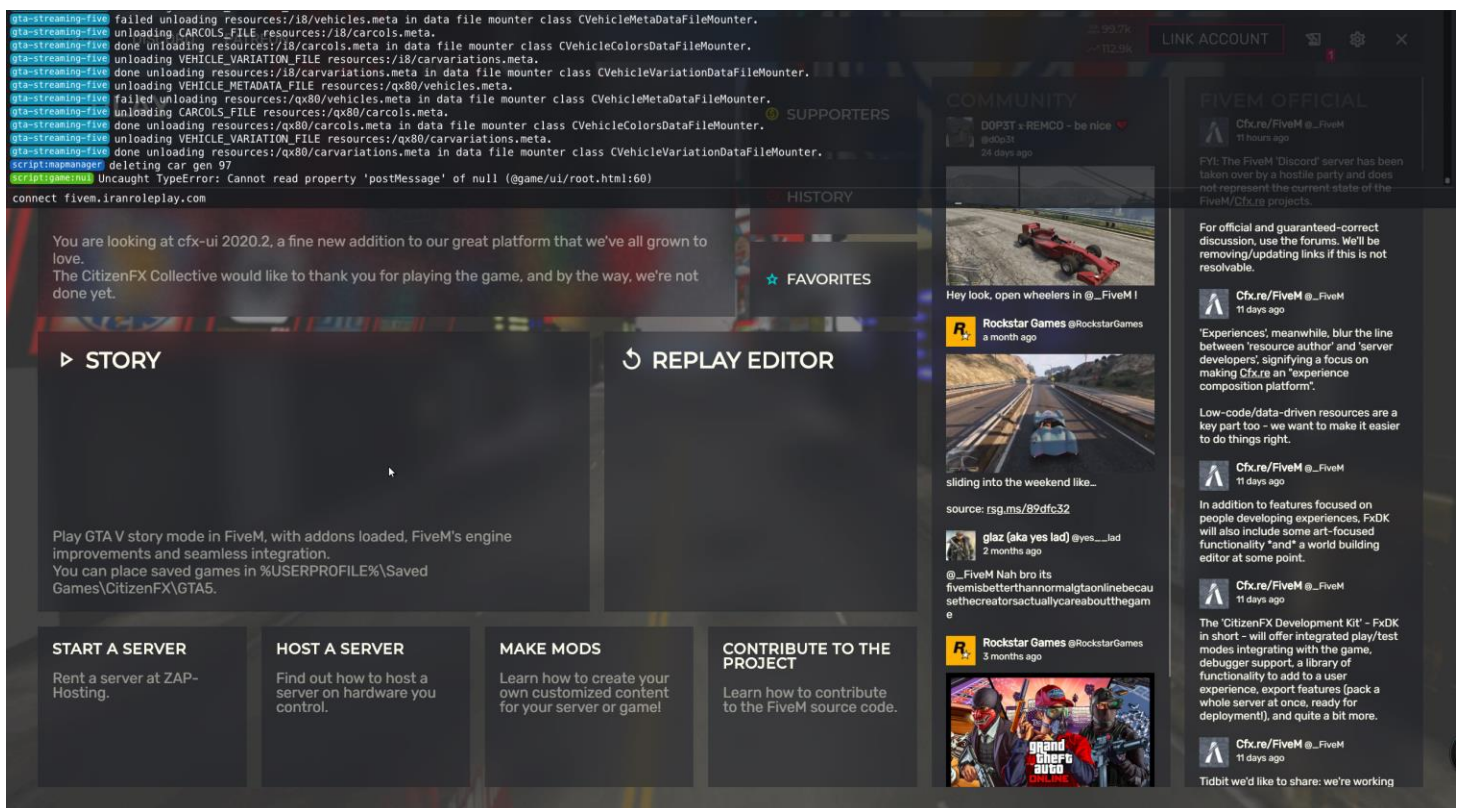 gta-streaming-five failed unloading resources:/i8/vehicles.meta in data file mounter class CVehicleMetaDataFileMounter.
gta-streaming-five unloading CARCOLS_FILE resources:/i8/carcols.meta.
gta-streaming-five done unloading resources:/i8/carcols.meta in data file mounter class CVehicleColorsDataFileMounter.
gta-streaming-five unloading VEHICLE_VARIATION_FILE resources:/i8/carvariations.meta.
gta-streaming-five done unloading resources:/i8/carvariations.meta in data file mounter class CVehicleVariationDataFileMounter.
gta-streaming-five unloading VEHICLE_METADATA_FILE resources:/qx80/vehicles.meta.
gta-streaming-five failed unloading resources:/qx80/vehicles.meta in data file mounter class CVehicleMetaDataFileMounter.
gta-streaming-five unloading CARCOLS_FILE resources:/qx80/carcols.meta.
gta-streaming-five done unloading resources:/qx80/carcols.meta in data file mounter class CVehicleColorsDataFileMounter.
gta-streaming-five unloading VEHICLE_VARIATION_FILE resources:/qx80/carvariations.meta.
gta-streaming-five done unloading resources:/qx80/carvariations.meta in data file mounter class CVehicleVariationDataFileMounter.
script:mapmanager deleting car gen 97
script:game:nui Uncaught TypeError: Cannot read property 'postMessage' of null (@game/ui/root.html:60)
connect fivem.iranroleplay.com
99.7k
112.9k
LINK ACCOUNT
PLAY
SUPPORTERS
HISTORY
FAVORITES
You are looking at cfx-ui 2020.2, a fine new addition to our great platform that we've all grown to
love.
The CitizenFX Collective would like to thank you for playing the game, and by the way, we're not
done yet.
STORY
Play GTA V story mode in FiveM, with addons loaded, FiveM's engine
improvements and seamless integration.
You can place saved games in %USERPROFILE%\Saved
Games\CitizenFX\GTA5.
REPLAY EDITOR
START A SERVER
Rent a server at ZAP-
Hosting.
HOST A SERVER
Find out how to host a
server on hardware you
control.
MAKE MODS
Learn how to create your
own customized content
for your server or game!
CONTRIBUTE TO THE
PROJECT
Learn how to contribute
to the FiveM source code.
COMMUNITY
D0P3T x REMCO - be nice
@d0p3t
24 days ago
Hey look, open wheelers in @_FiveM !
Rockstar Games @RockstarGames
a month ago
sliding into the weekend like…
source: rsg.ms/89dfc32
glaz (aka yes lad) @yes__lad
2 months ago
@_FiveM Nah bro its
fivemisbetterthannormalgtaonlinebecau
sethecreatorsactuallycareaboutthegam
e
Rockstar Games @RockstarGames
3 months ago
grand
theft
auto
ONLINE
FIVEM OFFICIAL
Cfx.re/FiveM @_FiveM
11 hours ago
FYI: The FiveM 'Discord' server has been
taken over by a hostile party and does
not represent the current state of the
FiveM/Cfx.re projects.
For official and guaranteed-correct
discussion, use the forums. We'll be
removing/updating links if this is not
resolvable.
Cfx.re/FiveM @_FiveM
11 days ago
'Experiences', meanwhile, blur the line
between 'resource author' and 'server
developers', signifying a focus on
making Cfx.re an "experience
composition platform".
Low-code/data-driven resources are a
key part too - we want to make it easier
to do things right.
Cfx.re/FiveM @_FiveM
11 days ago
In addition to features focused on
people developing experiences, FxDK
will also include some art-focused
functionality *and* a world building
editor at some point.
Cfx.re/FiveM @_FiveM
11 days ago
The 'CitizenFX Development Kit' - FxDK
in short - will offer integrated play/test
modes integrating with the game,
debugger support, a library of
functionality to add to a user
experience, export features (pack a
whole server at once, ready for
deployment!), and quite a bit more.
Cfx.re/FiveM @_FiveM
11 days ago
Tidbit we'd like to share: we're working